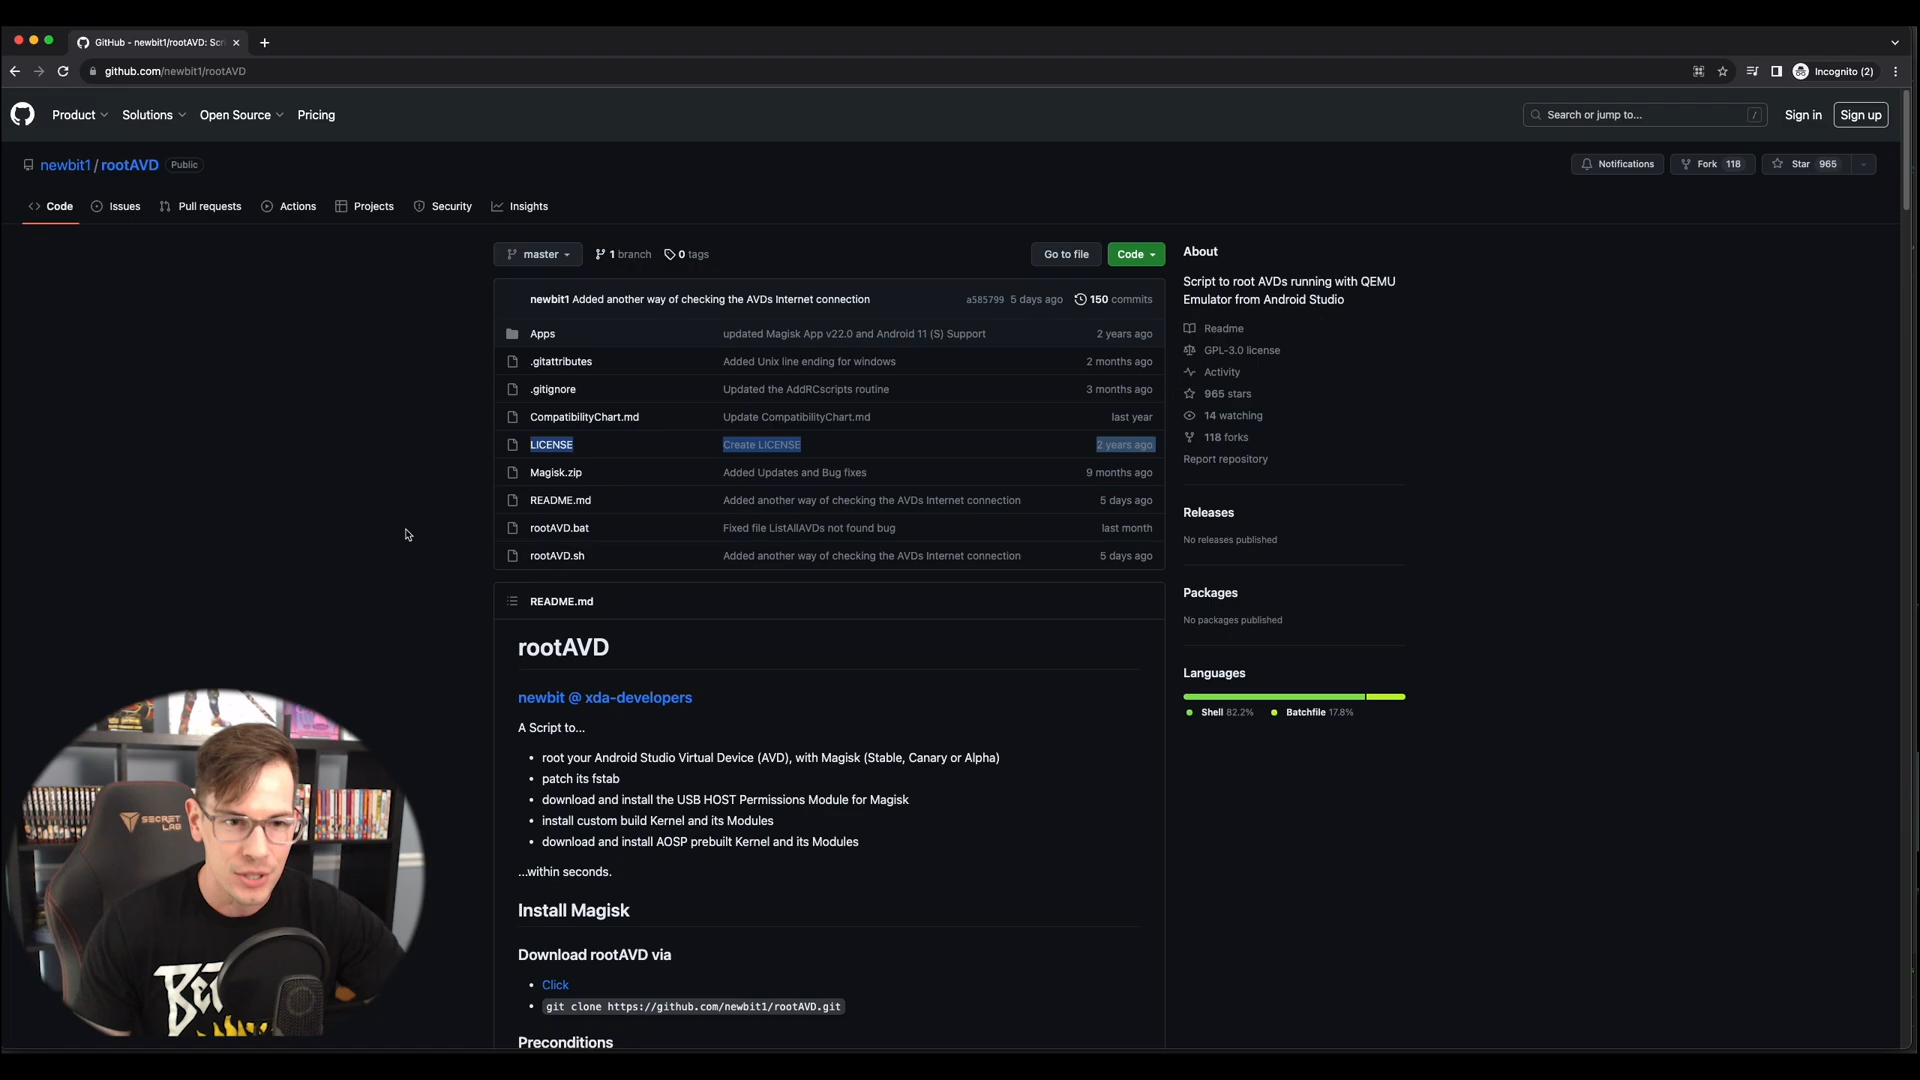 GitHub - newbit1/rootAVD: Scri
github.com/newbit1/rootAVD
Incognito (2)
Product
Solutions
Open Source
Pricing
Search or jump to...
/
Sign in
Sign up
newbit1 / rootAVD
Public
Notifications
Fork 118
Star 965
Code
Issues
Pull requests
Actions
Projects
Security
Insights
master
1 branch
0 tags
Go to file
Code
newbit1 Added another way of checking the AVDs Internet connection
a585799 5 days ago
150 commits
Apps
updated Magisk App v22.0 and Android 11 (S) Support
2 years ago
.gitattributes
Added Unix line ending for windows
2 months ago
.gitignore
Updated the AddRCscripts routine
3 months ago
CompatibilityChart.md
Update CompatibilityChart.md
last year
LICENSE
Create LICENSE
2 years ago
Magisk.zip
Added Updates and Bug fixes
9 months ago
README.md
Added another way of checking the AVDs Internet connection
5 days ago
rootAVD.bat
Fixed file ListAllAVDs not found bug
last month
rootAVD.sh
Added another way of checking the AVDs Internet connection
5 days ago
README.md
rootAVD
newbit @ xda-developers
A Script to...
• root your Android Studio Virtual Device (AVD), with Magisk (Stable, Canary or Alpha)
• patch its fstab
• download and install the USB HOST Permissions Module for Magisk
• install custom build Kernel and its Modules
• download and install AOSP prebuilt Kernel and its Modules
...within seconds.
Install Magisk
Download rootAVD via
• Click
• git clone https://github.com/newbit1/rootAVD.git
Preconditions
About
Script to root AVDs running with QEMU
Emulator from Android Studio
Readme
GPL-3.0 license
Activity
965 stars
14 watching
118 forks
Report repository
Releases
No releases published
Packages
No packages published
Languages
Shell 82.2%
Batchfile 17.8%
SECRET
LAB